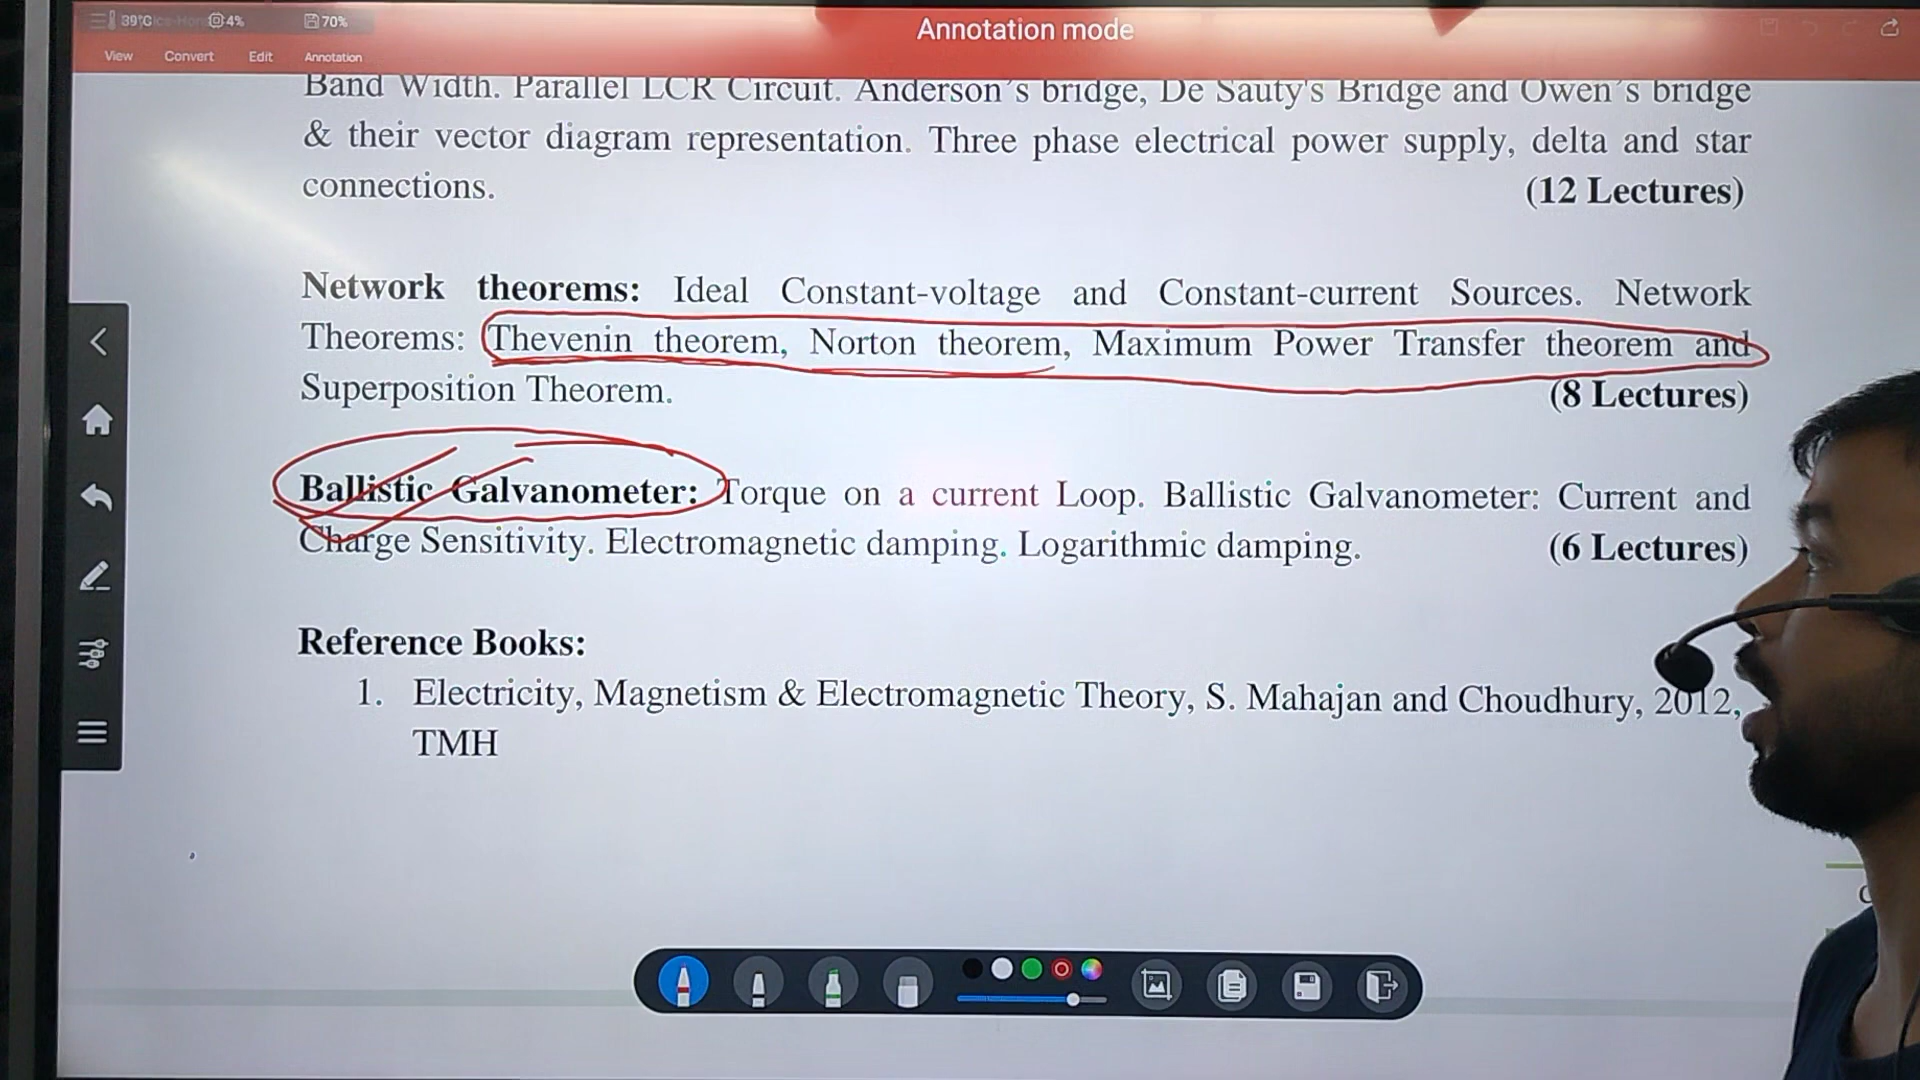 39°C 4% 70%
Annotation mode
View Convert Edit Annotation
Band Width. Parallel LCR Circuit. Anderson's bridge, De Sauty's Bridge and Owen's bridge
& their vector diagram representation. Three phase electrical power supply, delta and star
connections. (12 Lectures)
Network theorems: Ideal Constant-voltage and Constant-current Sources. Network
Theorems: Thevenin theorem, Norton theorem, Maximum Power Transfer theorem and
Superposition Theorem. (8 Lectures)
Ballistic Galvanometer: Torque on a current Loop. Ballistic Galvanometer: Current and
Charge Sensitivity. Electromagnetic damping. Logarithmic damping. (6 Lectures)
Reference Books:
1. Electricity, Magnetism & Electromagnetic Theory, S. Mahajan and Choudhury, 2012,
TMH